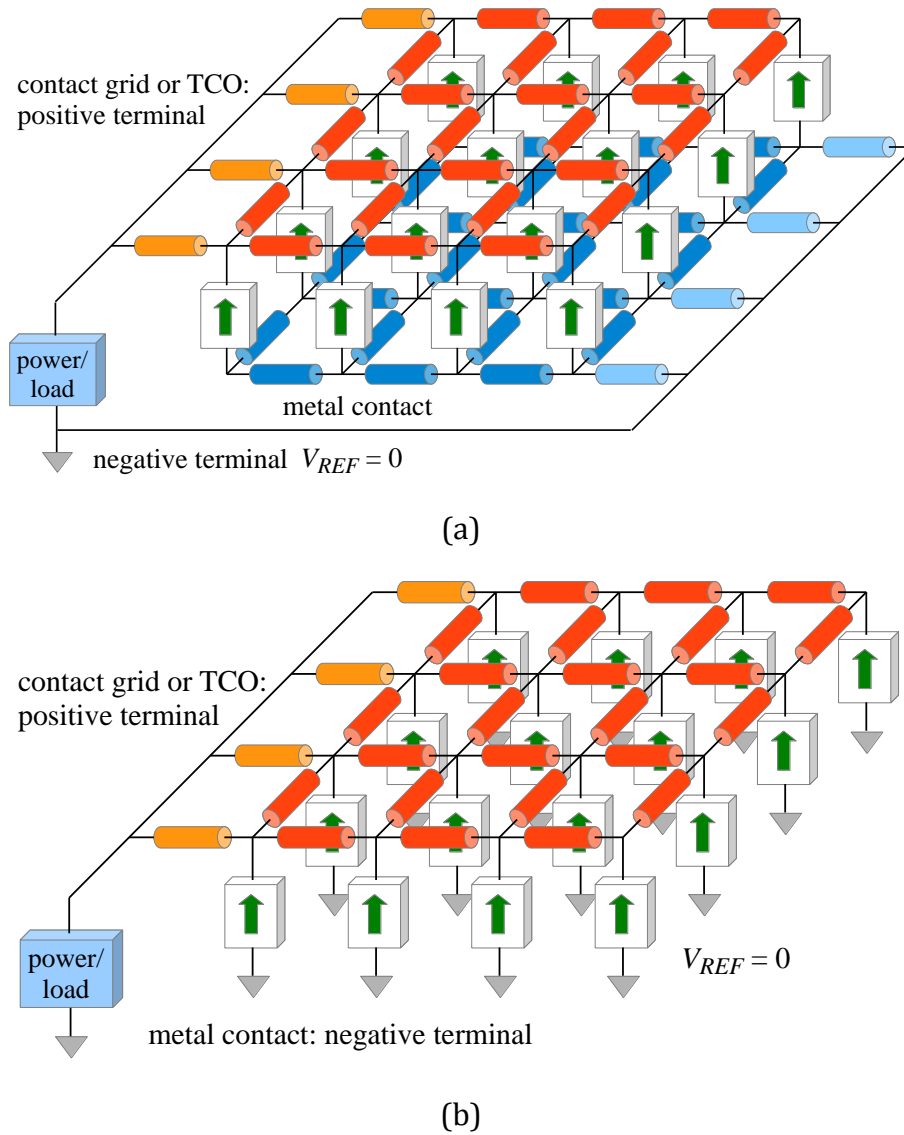 contact grid or TCO:
positive terminal
power/
load
metal contact
negative terminal V_REF = 0
(a)
contact grid or TCO:
positive terminal
power/
load
V_REF = 0
metal contact: negative terminal
(b)